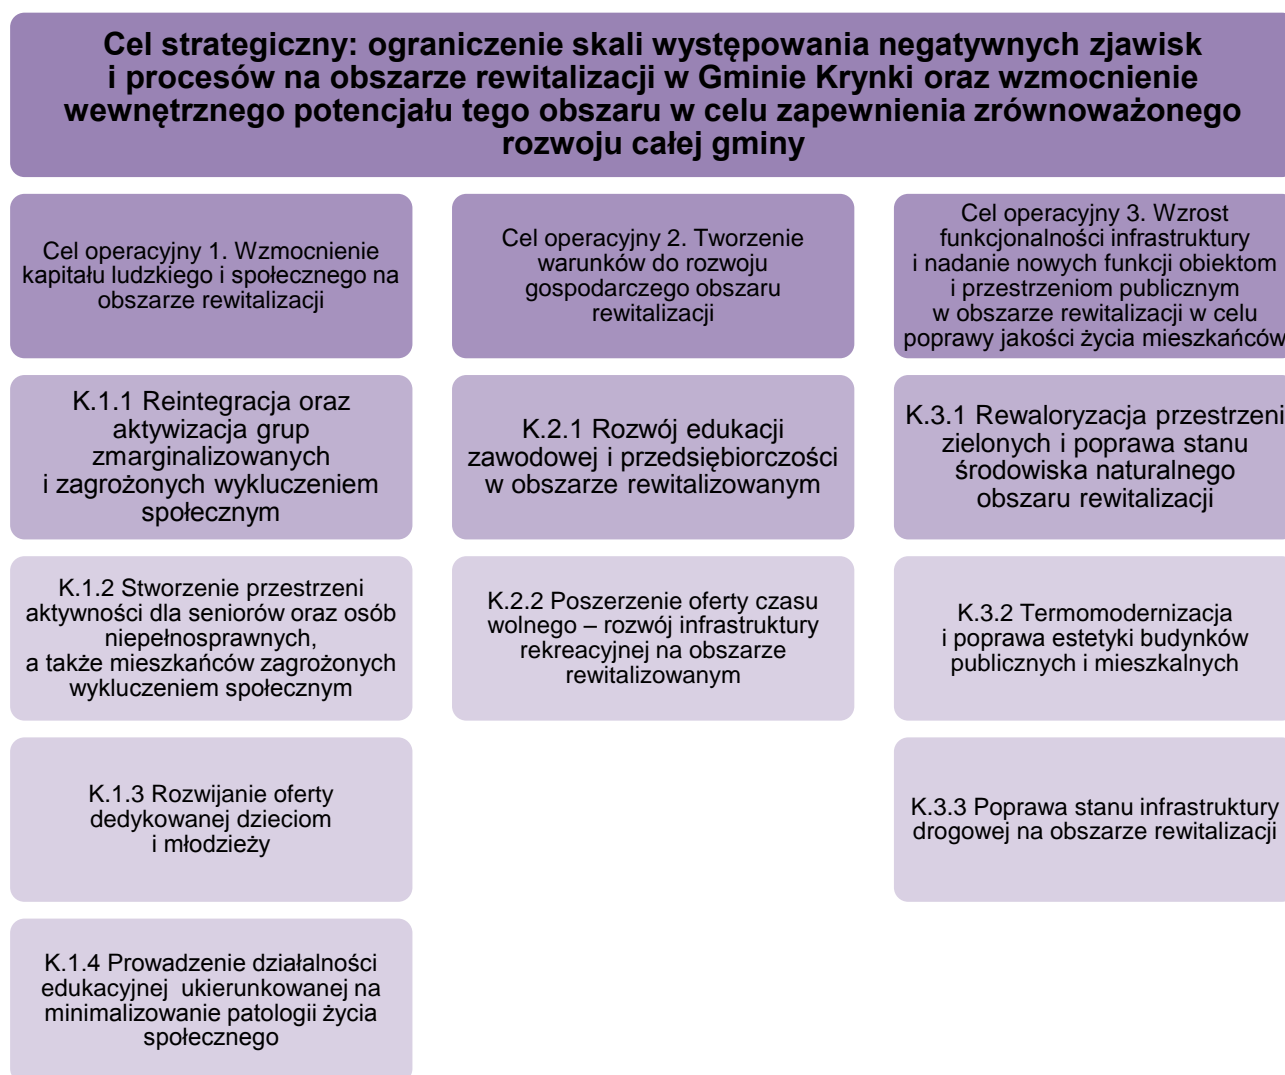 Cel strategiczny: ograniczenie skali występowania negatywnych zjawisk
i procesów na obszarze rewitalizacji w Gminie Krynki oraz wzmocnienie
wewnętrznego potencjału tego obszaru w celu zapewnienia zrównoważonego
rozwoju całej gminy
Cel operacyjny 1. Wzmocnienie
kapitału ludzkiego i społecznego na
obszarze rewitalizacji
K.1.1 Reintegracja oraz
aktywizacja grup
zmarginalizowanych
i zagrożonych wykluczeniem
społecznym
K.1.2 Stworzenie przestrzeni
aktywności dla seniorów oraz osób
niepełnosprawnych,
a także mieszkańców zagrożonych
wykluczeniem społecznym
K.1.3 Rozwijanie oferty
dedykowanej dzieciom
i młodzieży
K.1.4 Prowadzenie działalności
edukacyjnej ukierunkowanej na
minimalizowanie patologii życia
społecznego
Cel operacyjny 2. Tworzenie
warunków do rozwoju
gospodarczego obszaru
rewitalizacji
K.2.1 Rozwój edukacji
zawodowej i przedsiębiorczości
w obszarze rewitalizowanym
K.2.2 Poszerzenie oferty czasu
wolnego – rozwój infrastruktury
rekreacyjnej na obszarze
rewitalizowanym
Cel operacyjny 3. Wzrost
funkcjonalności infrastruktury
i nadanie nowych funkcji obiektom
i przestrzeniom publicznym
w obszarze rewitalizacji w celu
poprawy jakości życia mieszkańców
K.3.1 Rewaloryzacja przestrzeni
zielonych i poprawa stanu
środowiska naturalnego
obszaru rewitalizacji
K.3.2 Termomodernizacja
i poprawa estetyki budynków
publicznych i mieszkalnych
K.3.3 Poprawa stanu infrastruktury
drogowej na obszarze rewitalizacji